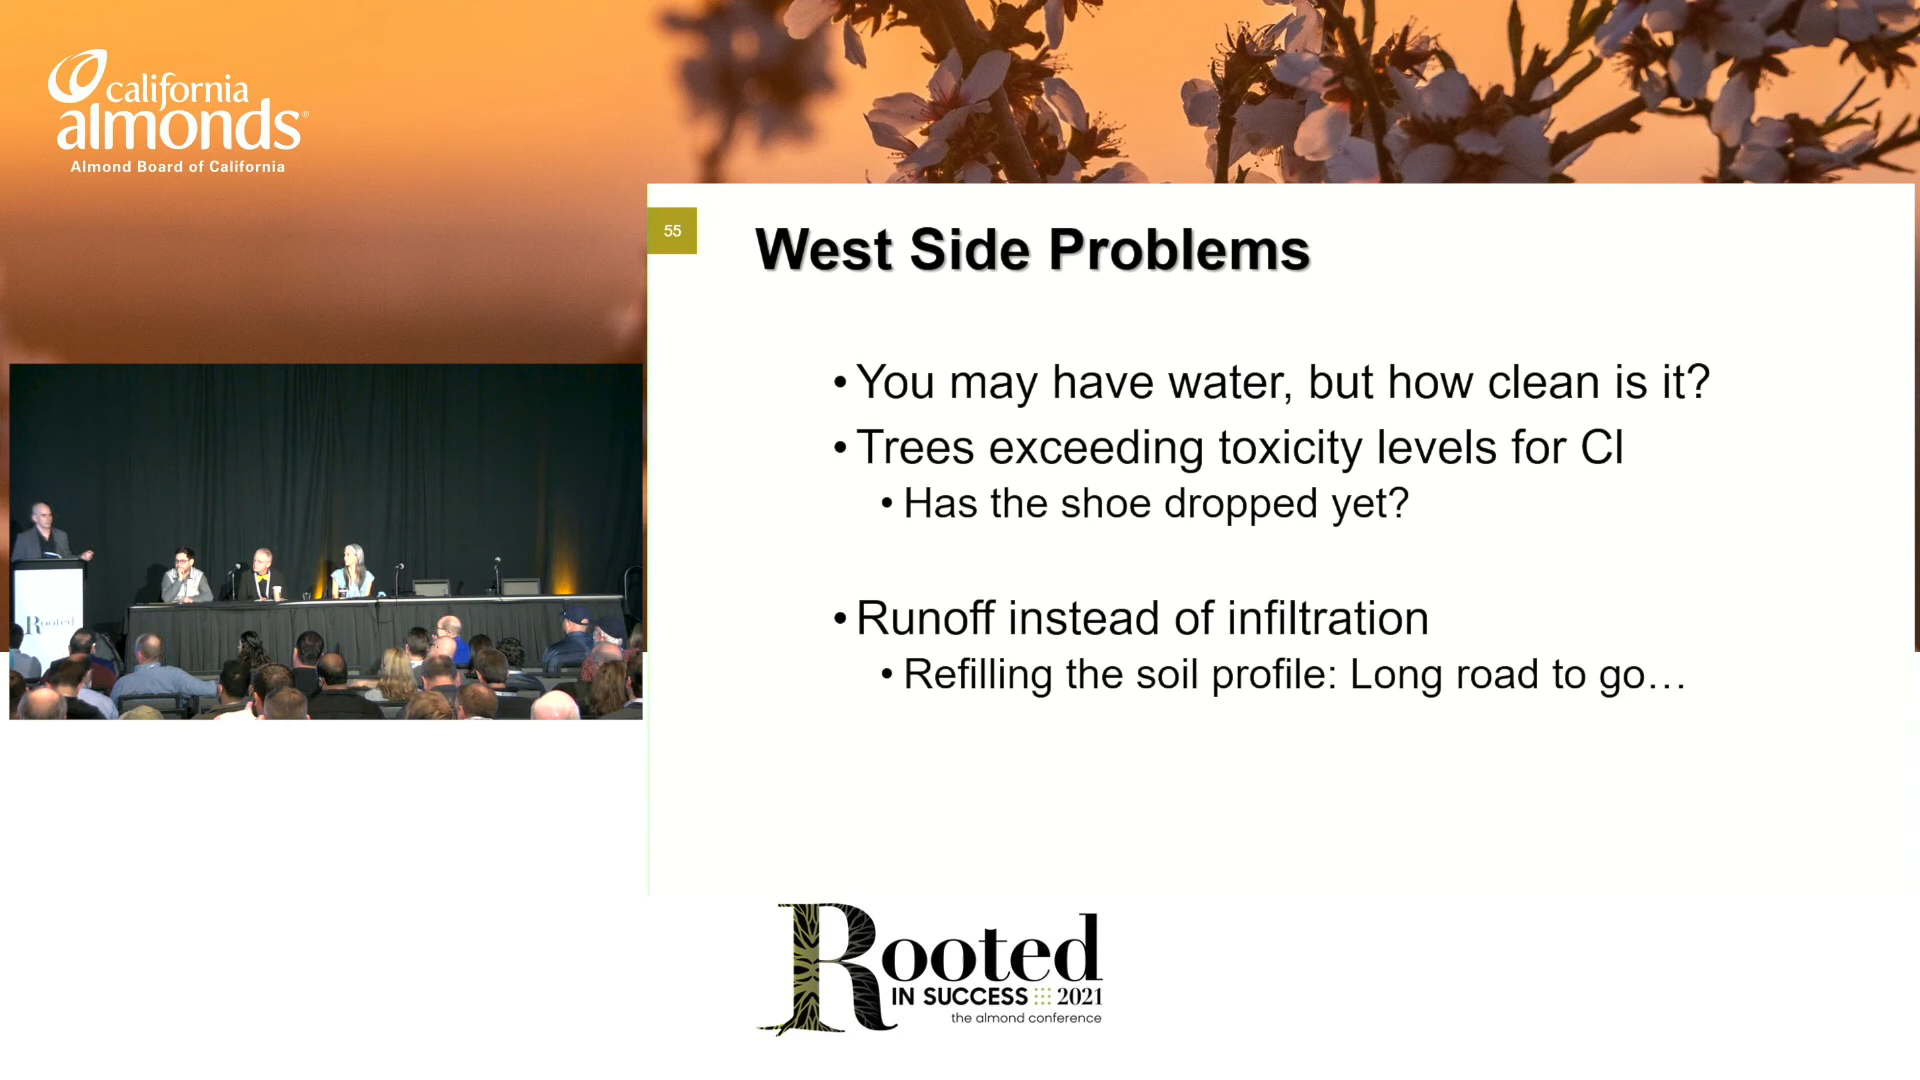 california
almonds®
Almond Board of California
55
West Side Problems
• You may have water, but how clean is it?
• Trees exceeding toxicity levels for Cl
• Has the shoe dropped yet?
• Runoff instead of infiltration
• Refilling the soil profile: Long road to go…
Rooted
Rooted
IN SUCCESS 2021
the almond conference